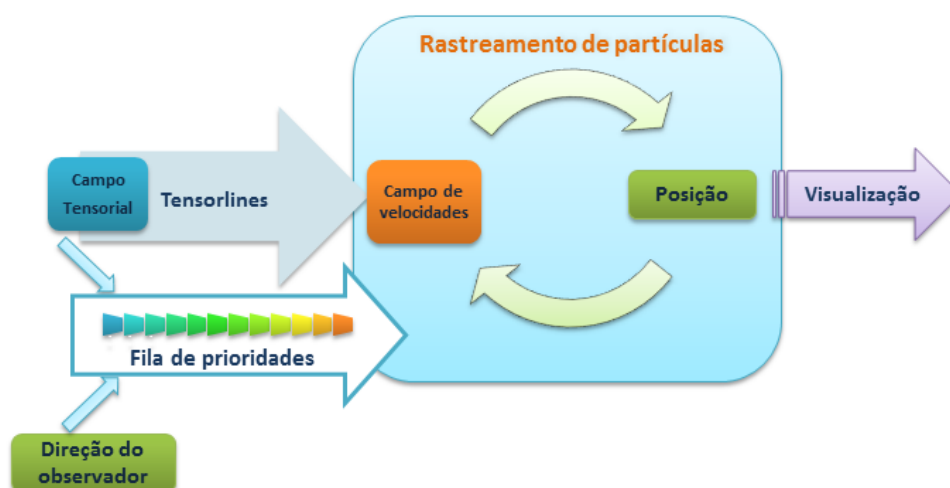 Rastreamento de partículas
Campo
Tensorial
Tensorlines
Campo de
velocidades
Posição
Visualização
Fila de prioridades
Direção do
observador